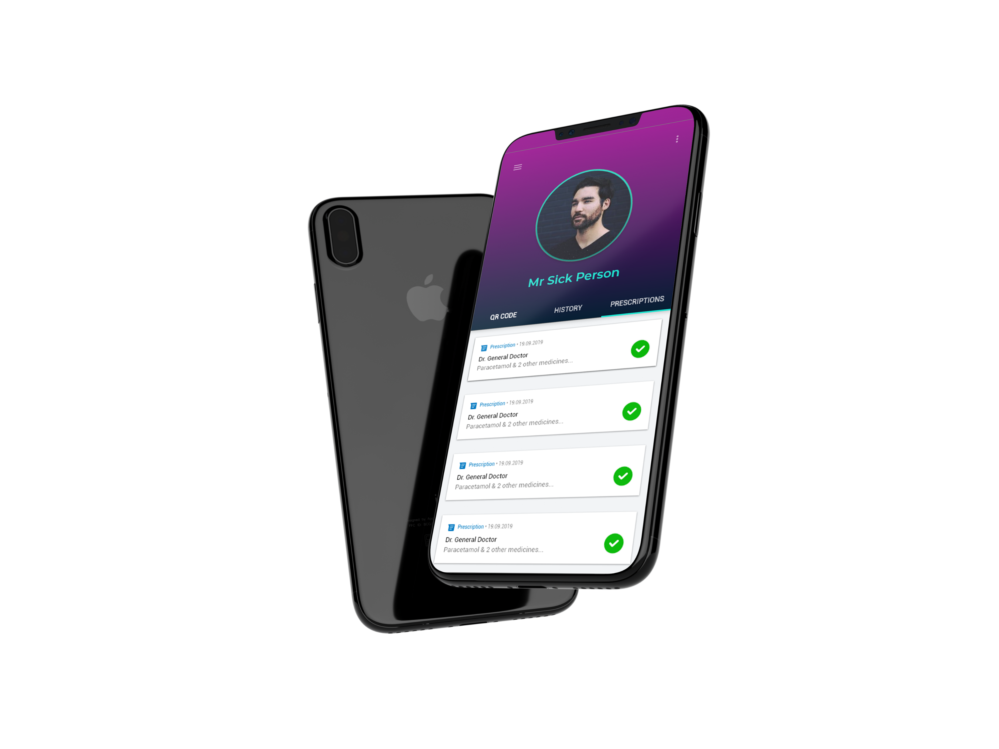 Mr Sick Person
QR CODE
HISTORY
PRESCRIPTIONS
Prescription • 19.09.2019
Dr. General Doctor
Paracetamol & 2 other medicines...
Prescription • 19.09.2019
Dr. General Doctor
Paracetamol & 2 other medicines...
Prescription • 19.09.2019
Dr. General Doctor
Paracetamol & 2 other medicines...
Prescription • 19.09.2019
Dr. General Doctor
Paracetamol & 2 other medicines...